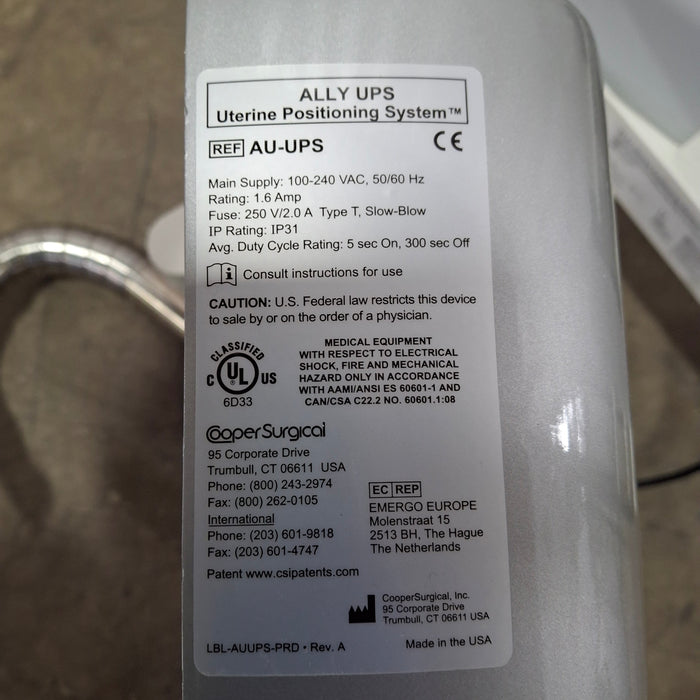 ALLY UPS
Uterine Positioning System™
REF AU-UPS
CE
Main Supply: 100-240 VAC, 50/60 Hz
Rating: 1.6 Amp
Fuse: 250 V/2.0 A Type T, Slow-Blow
IP Rating: IP31
Avg. Duty Cycle Rating: 5 sec On, 300 sec Off
i Consult instructions for use
CAUTION: U.S. Federal law restricts this device
to sale by or on the order of a physician.
CLASSIFIED
C UL® US
6D33
MEDICAL EQUIPMENT
WITH RESPECT TO ELECTRICAL
SHOCK, FIRE AND MECHANICAL
HAZARD ONLY IN ACCORDANCE
WITH AAMI/ANSI ES 60601-1 AND
CAN/CSA C22.2 NO. 60601.1:08
CooperSurgical
95 Corporate Drive
Trumbull, CT 06611 USA
Phone: (800) 243-2974
Fax: (800) 262-0105
International
Phone: (203) 601-9818
Fax: (203) 601-4747
EC REP
EMERGO EUROPE
Molenstraat 15
2513 BH, The Hague
The Netherlands
Patent www.csipatents.com
CooperSurgical, Inc.
95 Corporate Drive
Trumbull, CT 06611 USA
LBL-AUUPS-PRD • Rev. A
Made in the USA